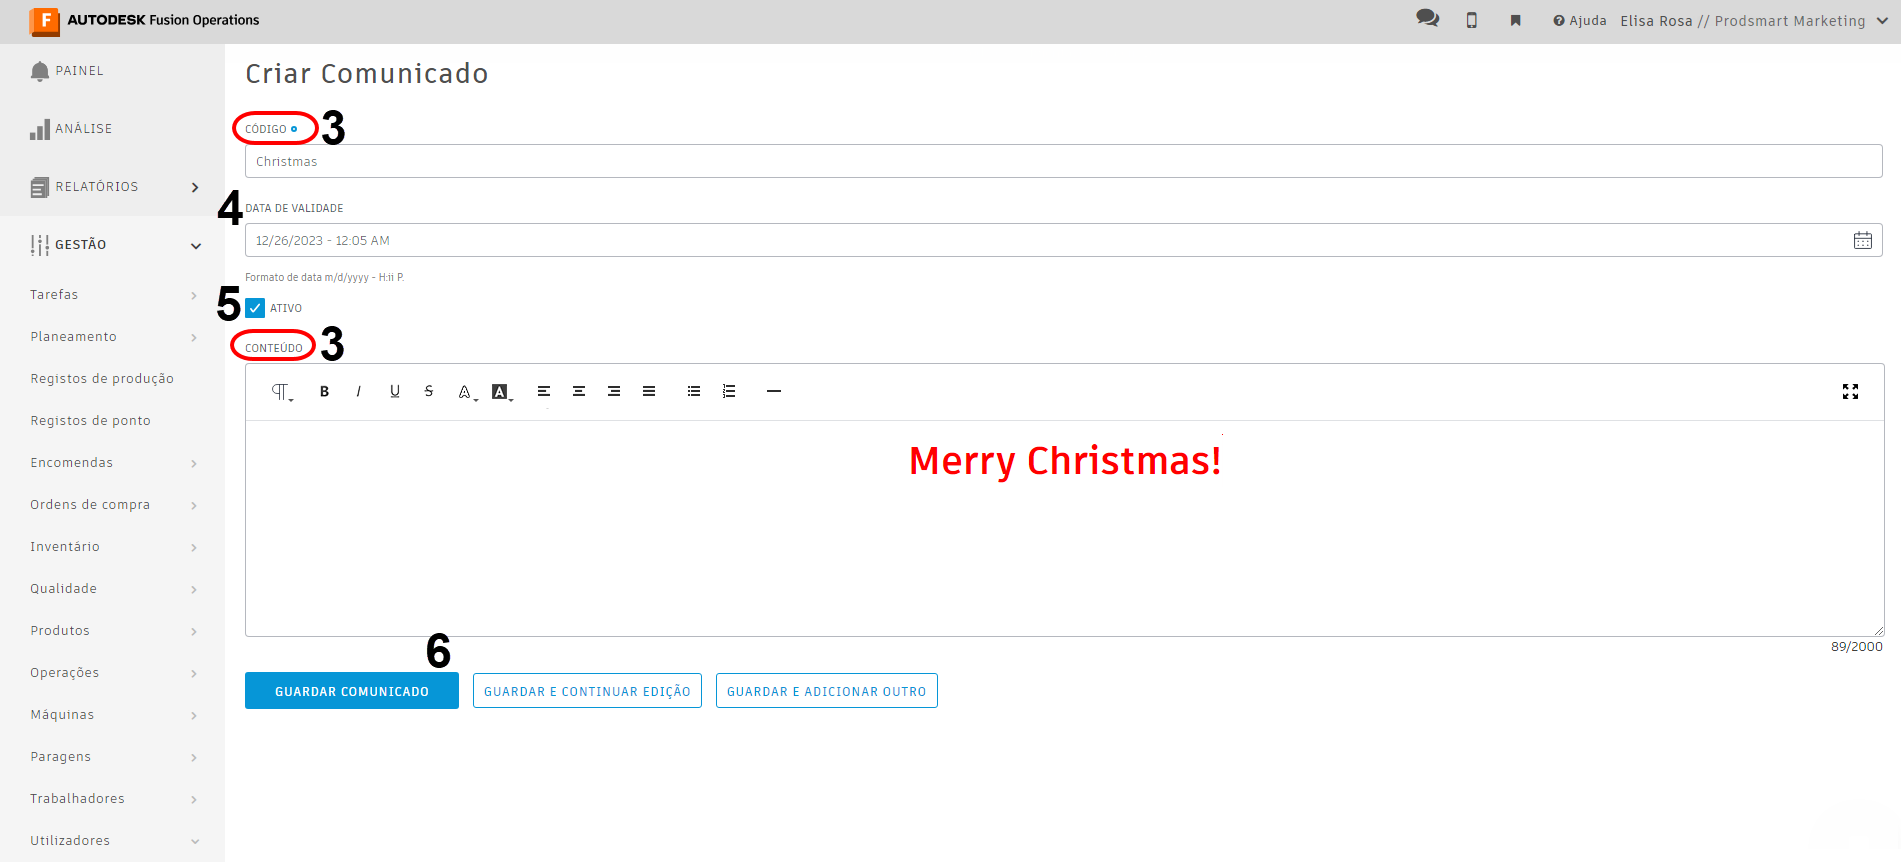 F AUTODESK Fusion Operations
Ajuda Elisa Rosa // Prodsmart Marketing
PAINEL
ANÁLISE
RELATÓRIOS
GESTÃO
Tarefas
Planeamento
Registos de produção
Registos de ponto
Encomendas
Ordens de compra
Inventário
Qualidade
Produtos
Operações
Máquinas
Paragens
Trabalhadores
Utilizadores
Criar Comunicado
CÓDIGO 3
Christmas
4 DATA DE VALIDADE
12/26/2023 - 12:05 AM
Formato de data m/d/yyyy - H:ii P.
5 ATIVO
CONTEÚDO 3
B I U S A A
Merry Christmas!
89/2000
6
GUARDAR COMUNICADO GUARDAR E CONTINUAR EDIÇÃO GUARDAR E ADICIONAR OUTRO